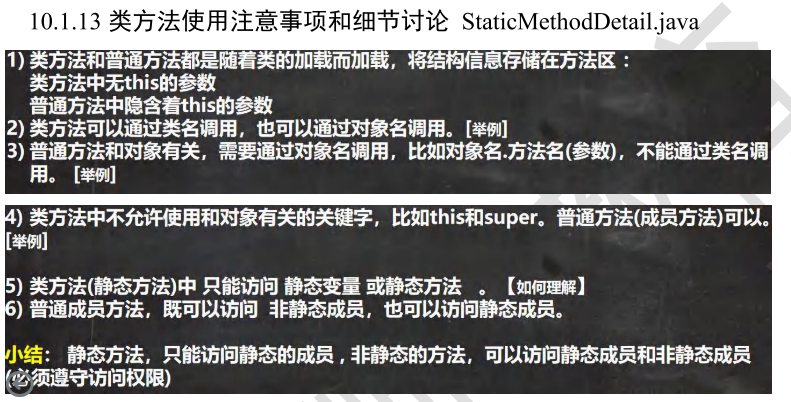 10.1.13 类方法使用注意事项和细节讨论 StaticMethodDetail.java
1) 类方法和普通方法都是随着类的加载而加载，将结构信息存储在方法区：
类方法中无this的参数
普通方法中隐含着this的参数
2) 类方法可以通过类名调用，也可以通过对象名调用。[举例]
3) 普通方法和对象有关，需要通过对象名调用，比如对象名.方法名(参数)，不能通过类名调
用。 [举例]
4) 类方法中不允许使用和对象有关的关键字，比如this和super。普通方法(成员方法)可以。
[举例]
5) 类方法(静态方法)中 只能访问 静态变量 或静态方法 。【如何理解】
6) 普通成员方法，既可以访问 非静态成员，也可以访问静态成员。
小结： 静态方法，只能访问静态的成员 , 非静态的方法，可以访问静态成员和非静态成员
(必须遵守访问权限)